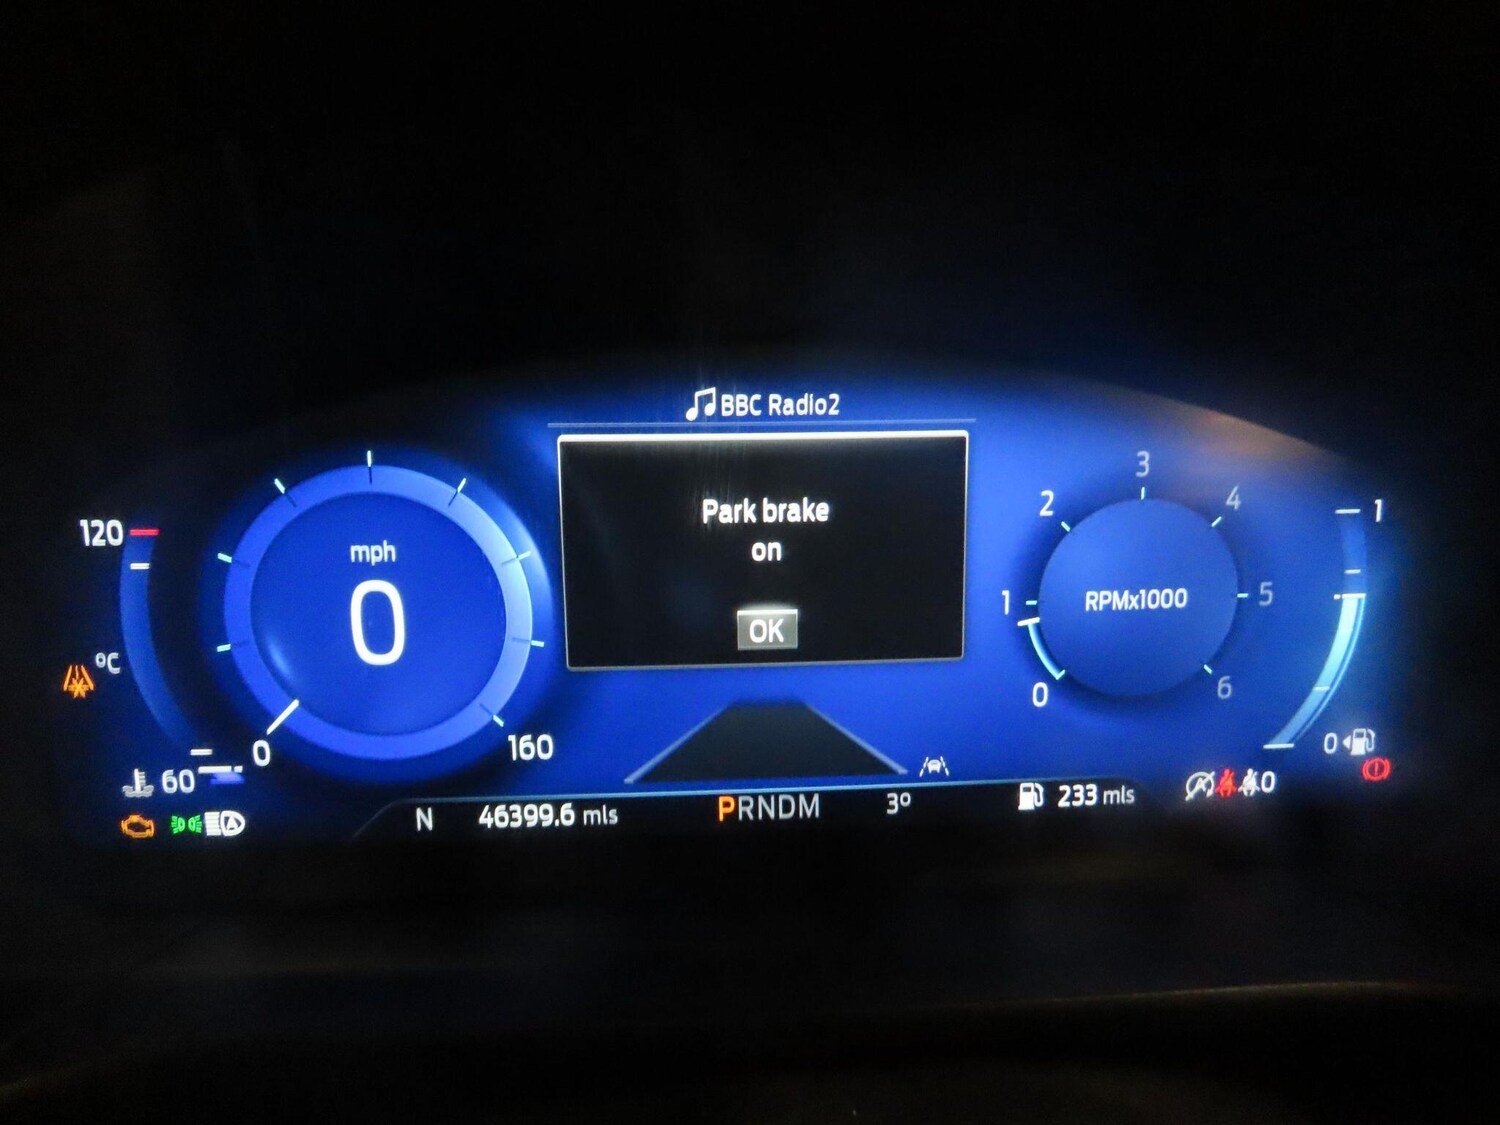 BBC Radio2
Park brake
on
OK
120
°C
60
mph
0
0
160
0
1
2
3
4
5
6
RPMx1000
1
0
N
46399.6 mls
PRNDM
3°
233 mls
0
A